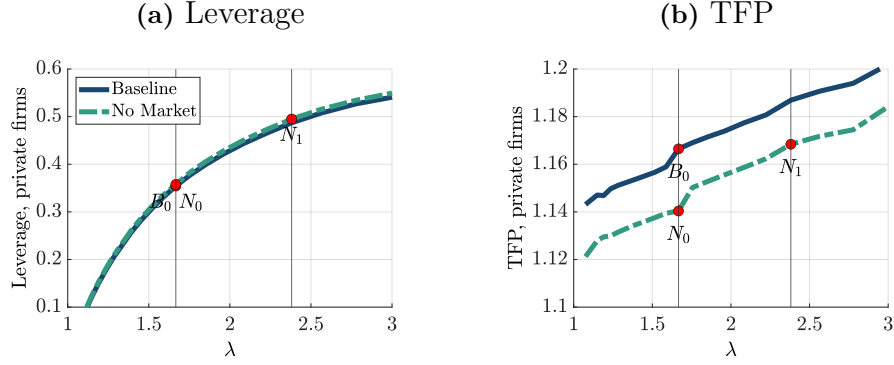 (a) Leverage
Leverage, private firms
0.6
0.5
0.4
0.3
0.2
0.1
1
1.5
2
2.5
3
λ
Baseline
No Market
B₀
N₀
N₁
(b) TFP
TFP, private firms
1.2
1.18
1.16
1.14
1.12
1.1
1
1.5
2
2.5
3
λ
B₀
N₀
N₁